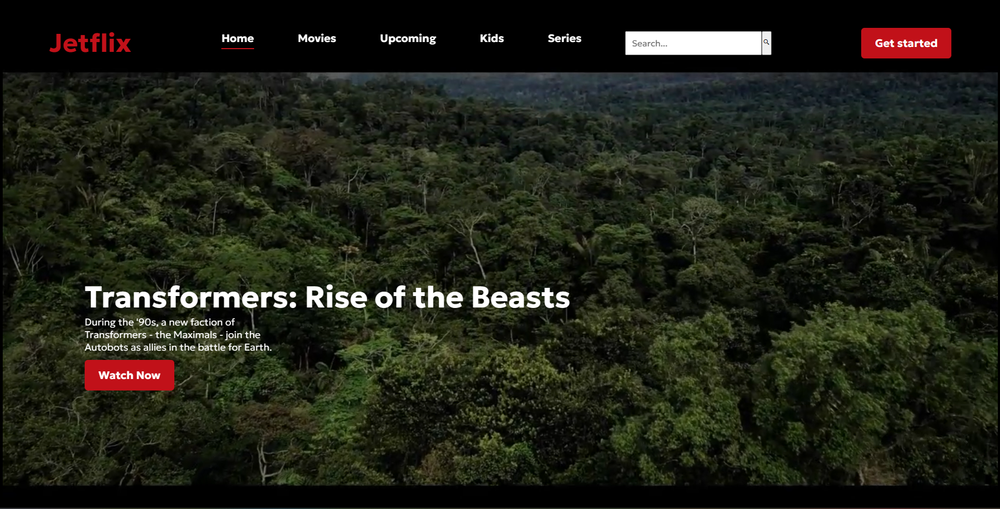 Jetflix
Home
Movies
Upcoming
Kids
Series
Search...
Get started
Transformers: Rise of the Beasts
During the '90s, a new faction of
Transformers - the Maximals - join the
Autobots as allies in the battle for Earth.
Watch Now